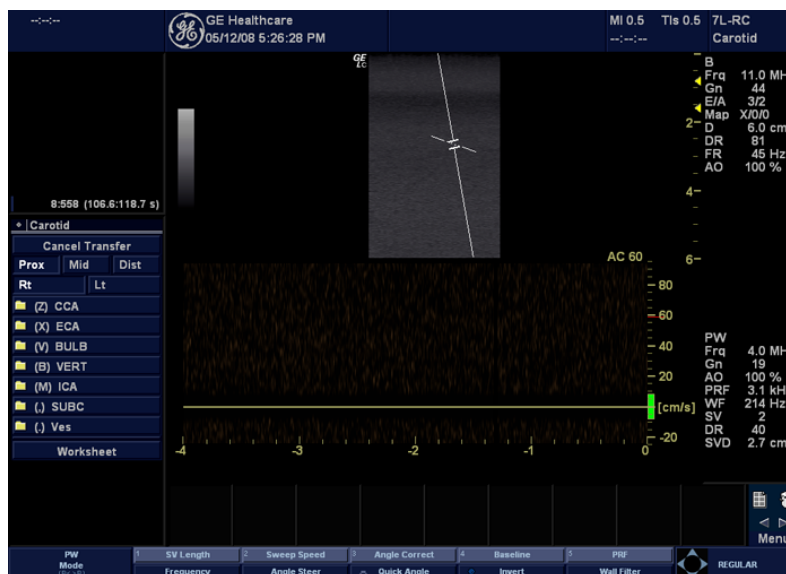 --:--:--
GE Healthcare
05/12/08 5:26:28 PM
MI 0.5 TIs 0.5
--:--:--
7L-RC
Carotid
GE
B
Frq 11.0 MH
Gn 44
E/A 3/2
Map X/0/0
D 6.0 cm
DR 81
FR 45 Hz
AO 100 %
2
4
6
8:558 (106.6:118.7 s)
Carotid
Cancel Transfer
Prox Mid Dist
Rt Lt
(Z) CCA
(X) ECA
(V) BULB
(B) VERT
(M) ICA
(.) SUBC
(.) Ves
Worksheet
AC 60
80
60
40
20
[cm/s]
-20
-4 -3 -2 -1 0
PW
Frq 4.0 MH
Gn 19
AO 100 %
PRF 3.1 kH
WF 214 Hz
SV 2
DR 40
SVD 2.7 cm
Menu
PW
Mode
1 SV Length 2 Sweep Speed 3 Angle Correct 4 Baseline 5 PRF
Frequency Angle Steer Quick Angle Invert Wall Filter
REGULAR